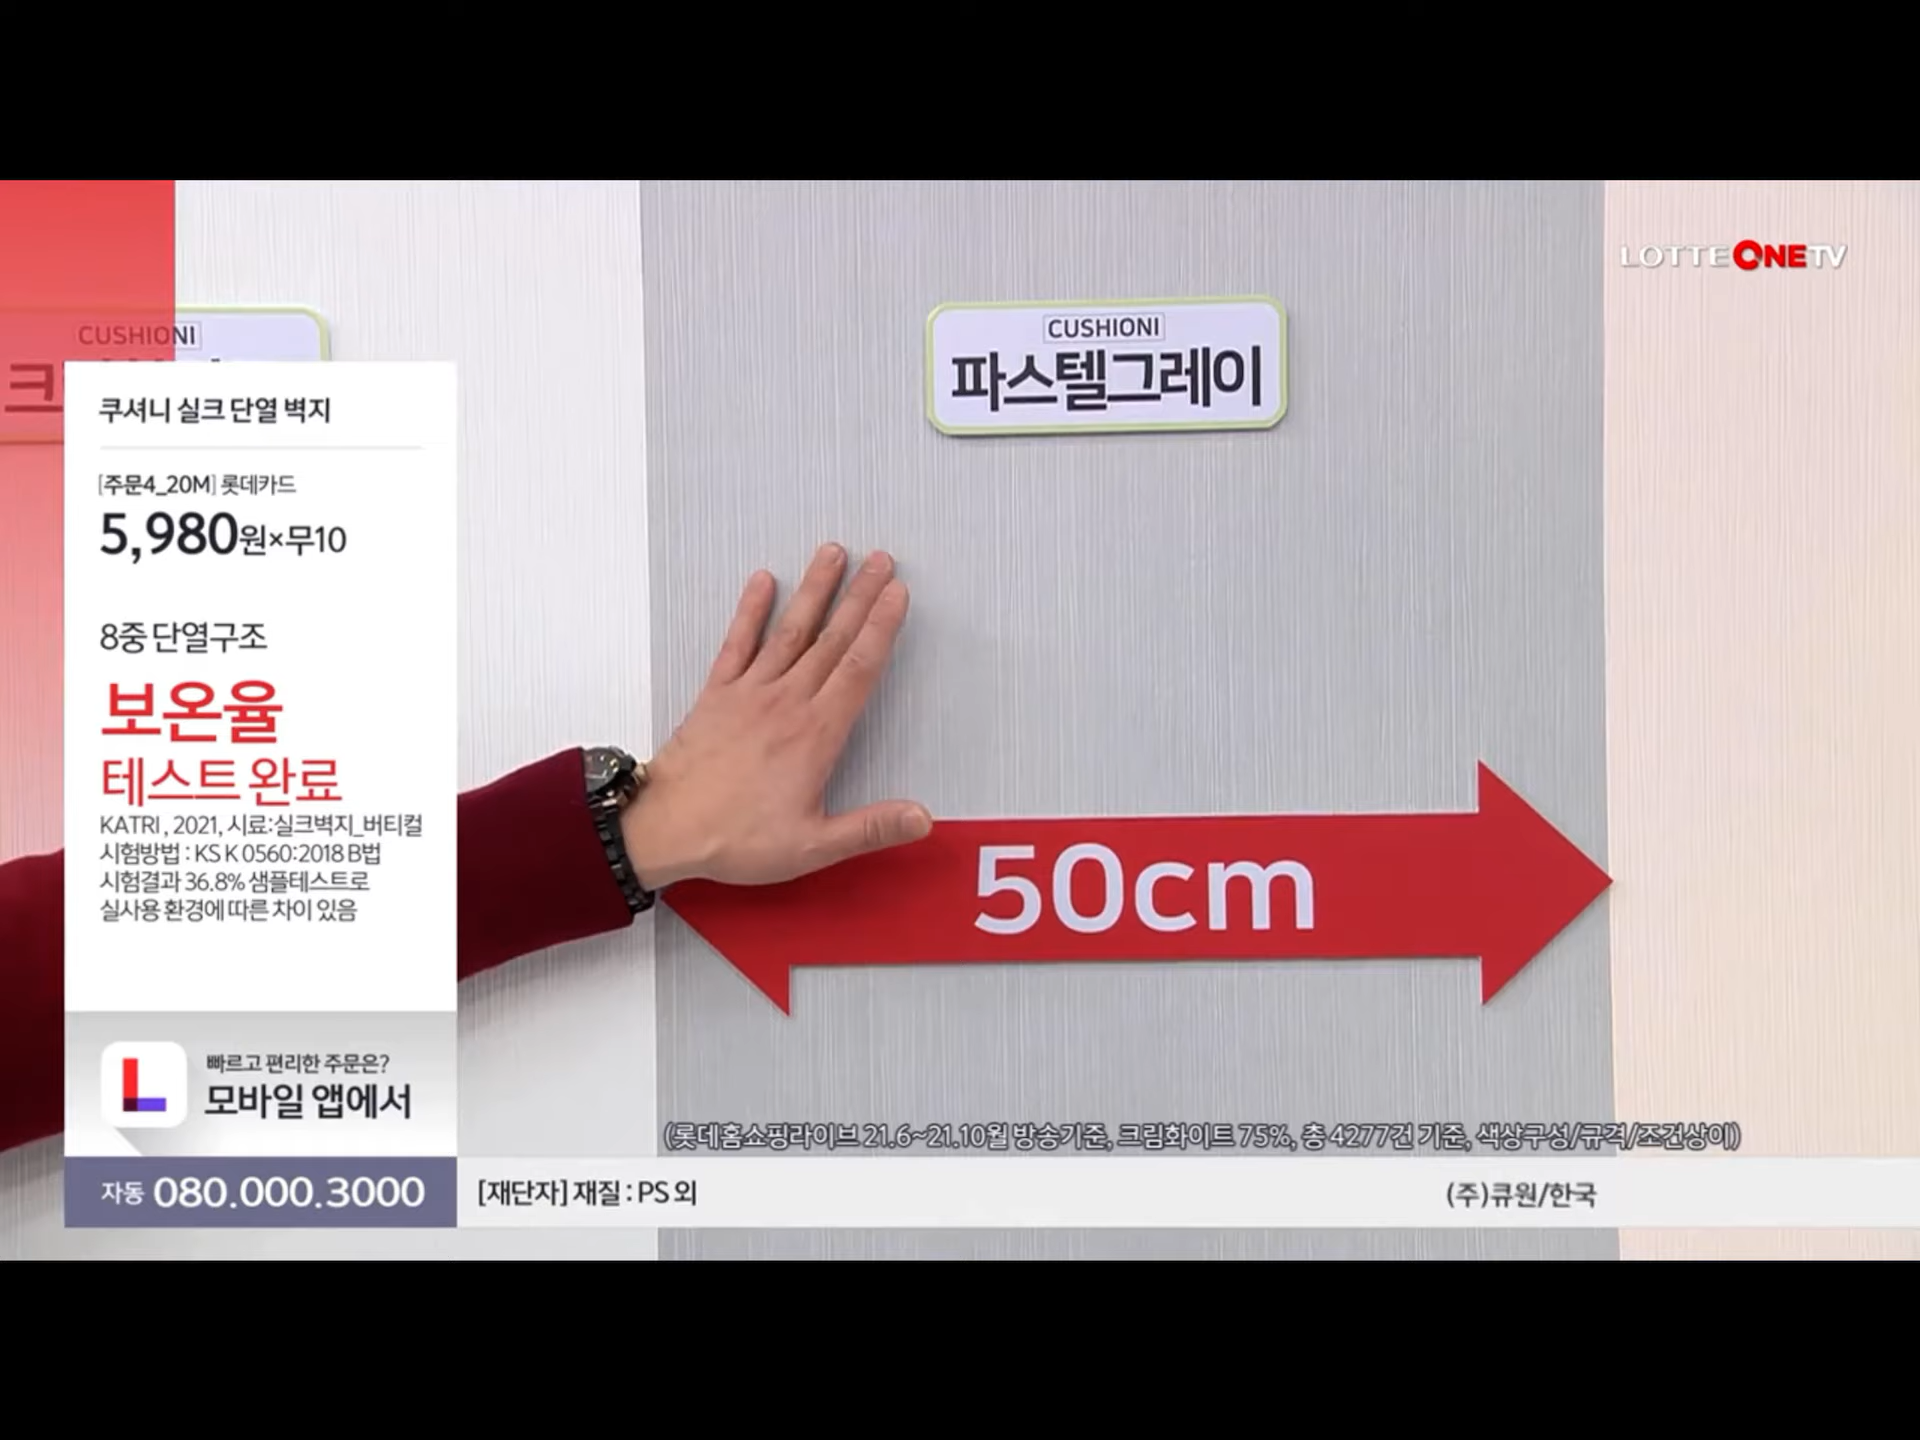 LOTTE ONE TV
CUSHIONI
크
CUSHIONI
파스텔그레이
쿠셔니 실크 단열 벽지
[주문4_20M] 롯데카드
5,980원×무10
8중 단열구조
보온율
테스트 완료
KATRI , 2021, 시료:실크벽지_버티컬
시험방법 : KS K 0560:2018 B법
시험결과 36.8% 샘플테스트로
실사용 환경에 따른 차이 있음
50cm
빠르고 편리한 주문은?
모바일 앱에서
(롯데홈쇼핑라이브 21.6~21.10월 방송기준, 크림화이트 75%, 총 4277건 기준, 색상구성/규격/조건상이)
자동 080.000.3000
[재단자] 재질 : PS 외
(주)큐원/한국